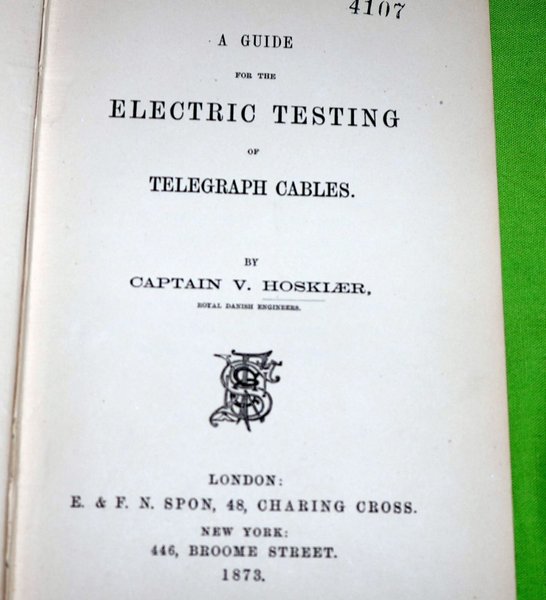 4107
A GUIDE
FOR THE
ELECTRIC TESTING
OF
TELEGRAPH CABLES.
BY
CAPTAIN V. HOSKIÆR,
ROYAL DANISH ENGINEERS.
LONDON:
E. & F. N. SPON, 48, CHARING CROSS.
NEW YORK:
446, BROOME STREET.
1873.